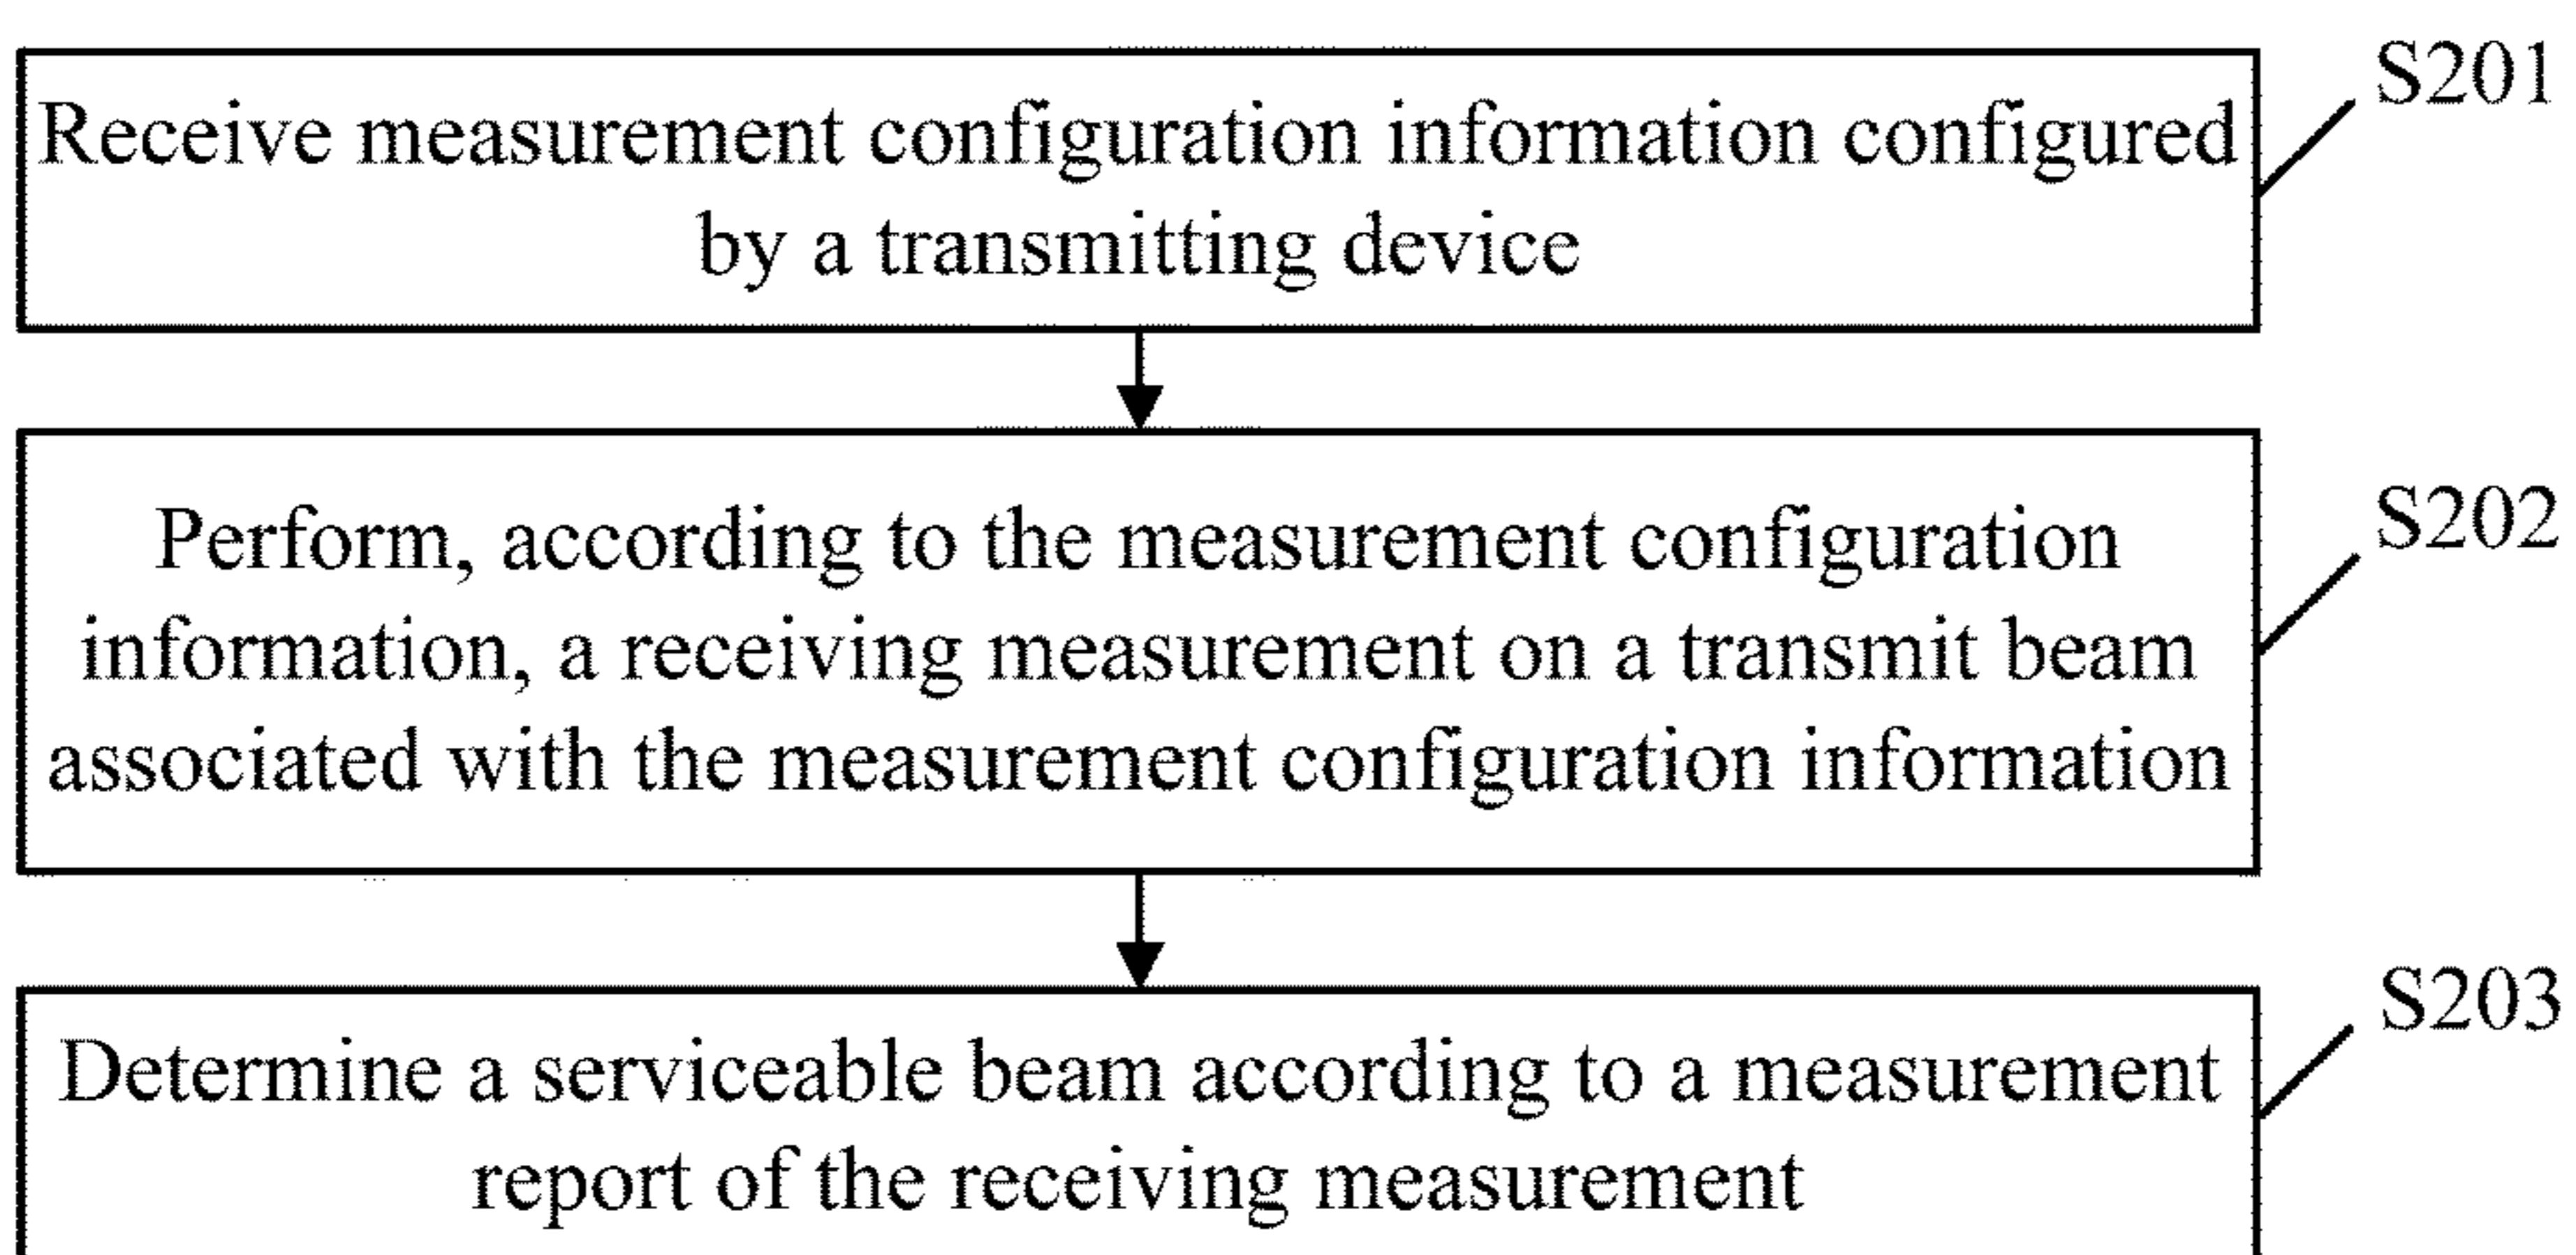 Receive measurement configuration information configured
by a transmitting device
S201
Perform, according to the measurement configuration
information, a receiving measurement on a transmit beam
associated with the measurement configuration information
S202
Determine a serviceable beam according to a measurement
report of the receiving measurement
S203